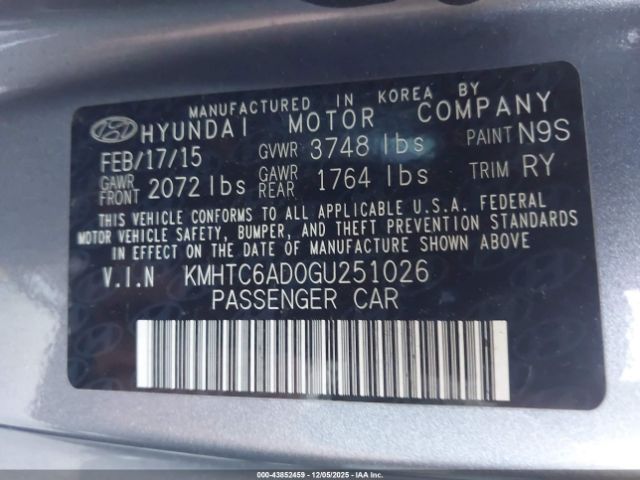 MANUFACTURED IN KOREA BY
HYUNDAI MOTOR COMPANY
FEB/17/15 GVWR 3748 lbs PAINT N9S
GAWR FRONT 2072 lbs GAWR REAR 1764 lbs TRIM RY
THIS VEHICLE CONFORMS TO ALL APPLICABLE U.S.A. FEDERAL
MOTOR VEHICLE SAFETY, BUMPER, AND THEFT PREVENTION
STANDARDS IN EFFECT ON THE DATE OF MANUFACTURE SHOWN ABOVE.
V.I.N KMHTC6AD0GU251026
PASSENGER CAR
000-43852459 | 12/05/2025 | IAA Inc.